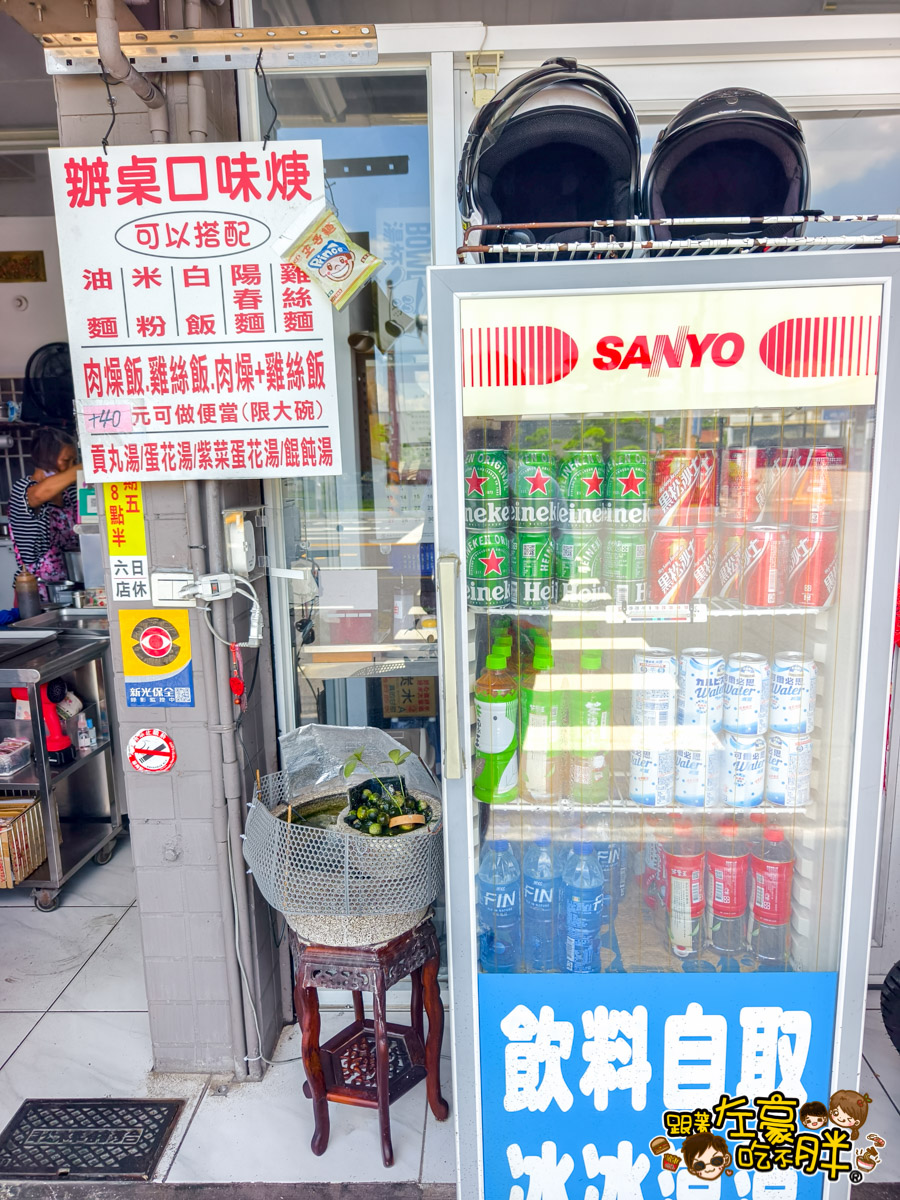 辦桌口味焿
可以搭配
油麵
米粉
白飯
陽春麵
雞絲麵
肉燥飯.雞絲飯.肉燥+雞絲飯
+40元可做便當(限大碗)
貢丸湯/蛋花湯/紫菜蛋花湯/餛飩湯
五
8點半
六日
店休
新光保全
SANYO
Heineken
黑松沙士
Water
FIN
飲料自取
冰冰涼涼
跟著左豪吃不胖